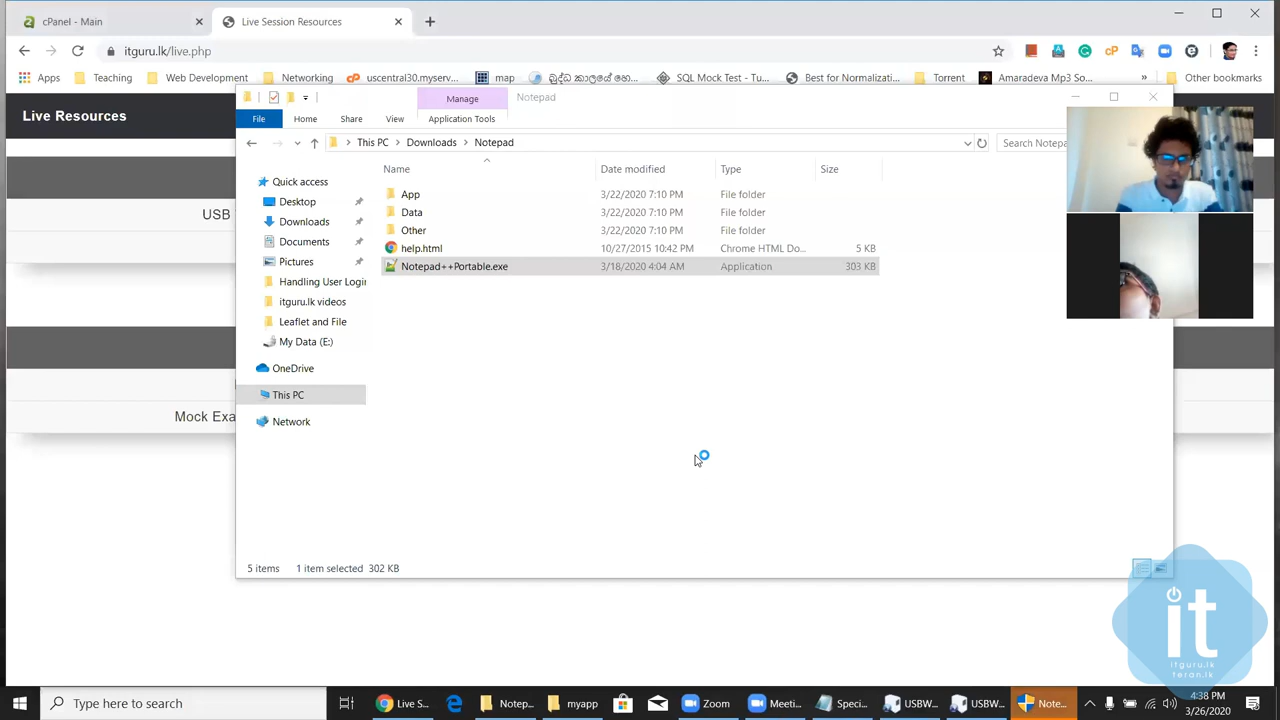 cPanel - Main
Live Session Resources
itguru.lk/live.php
Apps
Teaching
Web Development
Networking
uscentral30.myserv...
map
බුද්ධ කාලයේ හෙ...
SQL Mock Test - Tu...
Best for Normalizati...
Torrent
Amaradeva Mp3 So...
»
Other bookmarks
Live Resources
USB
Mock Exa
Manage
Notepad
File
Home
Share
View
Application Tools
This PC > Downloads > Notepad
Search Notepa
Name
Date modified
Type
Size
App 3/22/2020 7:10 PM File folder
Data 3/22/2020 7:10 PM File folder
Other 3/22/2020 7:10 PM File folder
help.html 10/27/2015 10:42 PM Chrome HTML Do... 5 KB
Notepad++Portable.exe 3/18/2020 4:04 AM Application 303 KB
Quick access
Desktop
Downloads
Documents
Pictures
Handling User Login
itguru.lk videos
Leaflet and File
My Data (E:)
OneDrive
This PC
Network
5 items 1 item selected 302 KB
it
itguru.lk
teran.lk
Type here to search
Live S...
Notep...
myapp
Zoom
Meeti...
Speci...
USBW...
USBW...
Note...
4:38 PM
3/26/2020